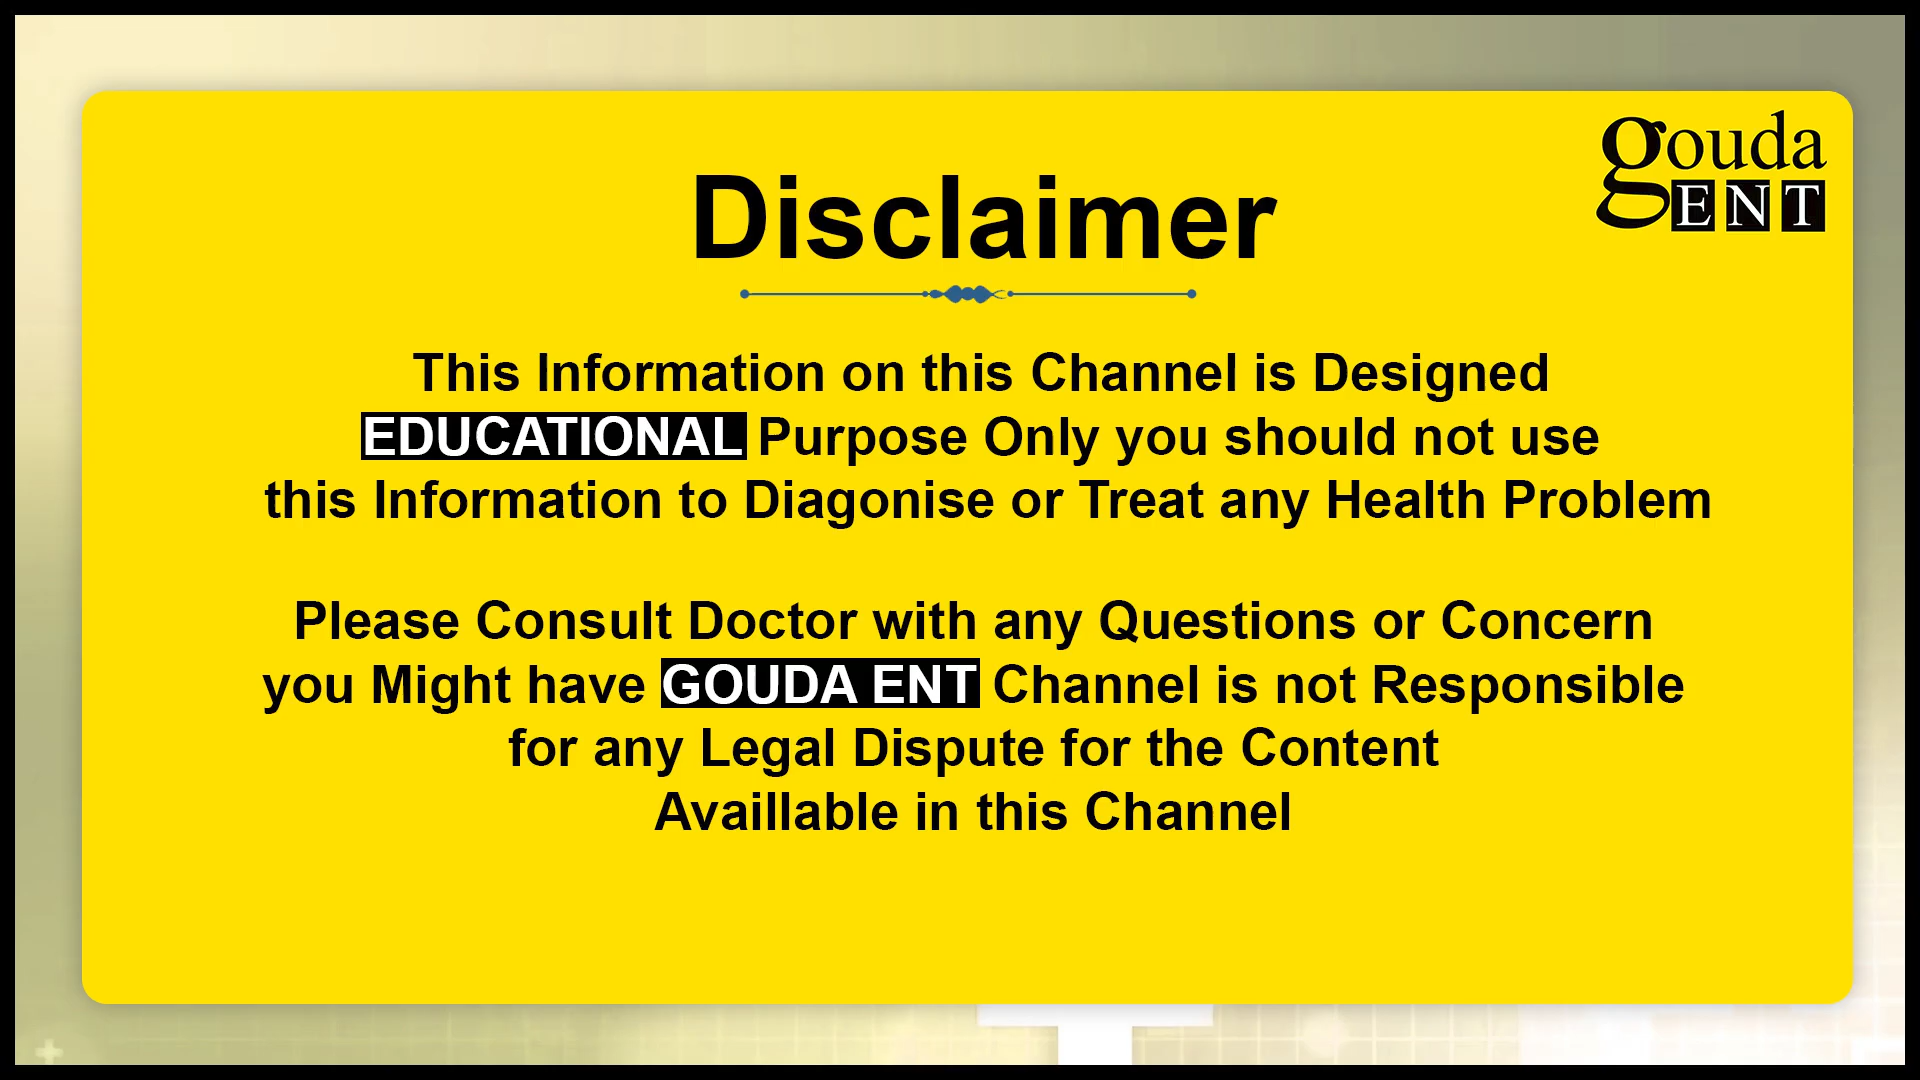 gouda
ENT
Disclaimer
This Information on this Channel is Designed
EDUCATIONAL Purpose Only you should not use
this Information to Diagonise or Treat any Health Problem
Please Consult Doctor with any Questions or Concern
you Might have GOUDA ENT Channel is not Responsible
for any Legal Dispute for the Content
Availlable in this Channel